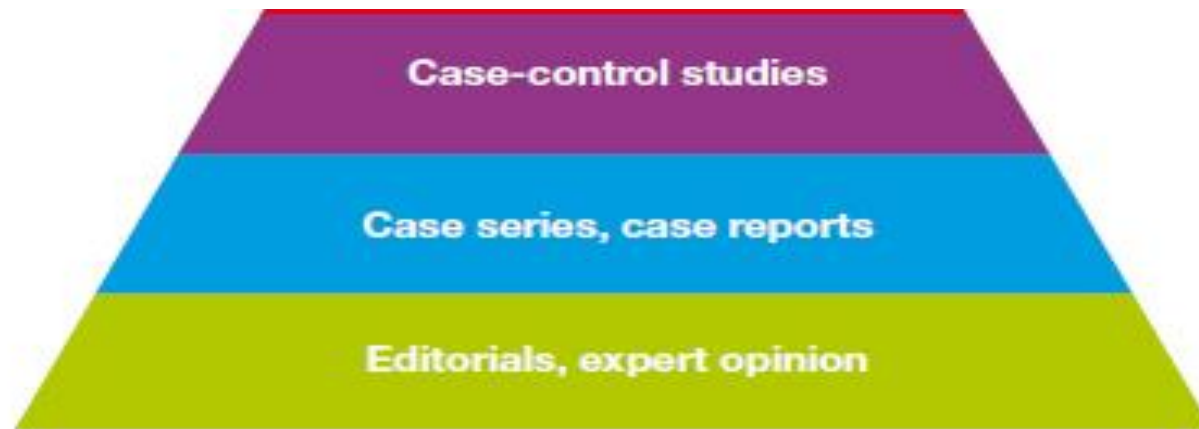 Case-control studies
Case series, case reports
Editorials, expert opinion